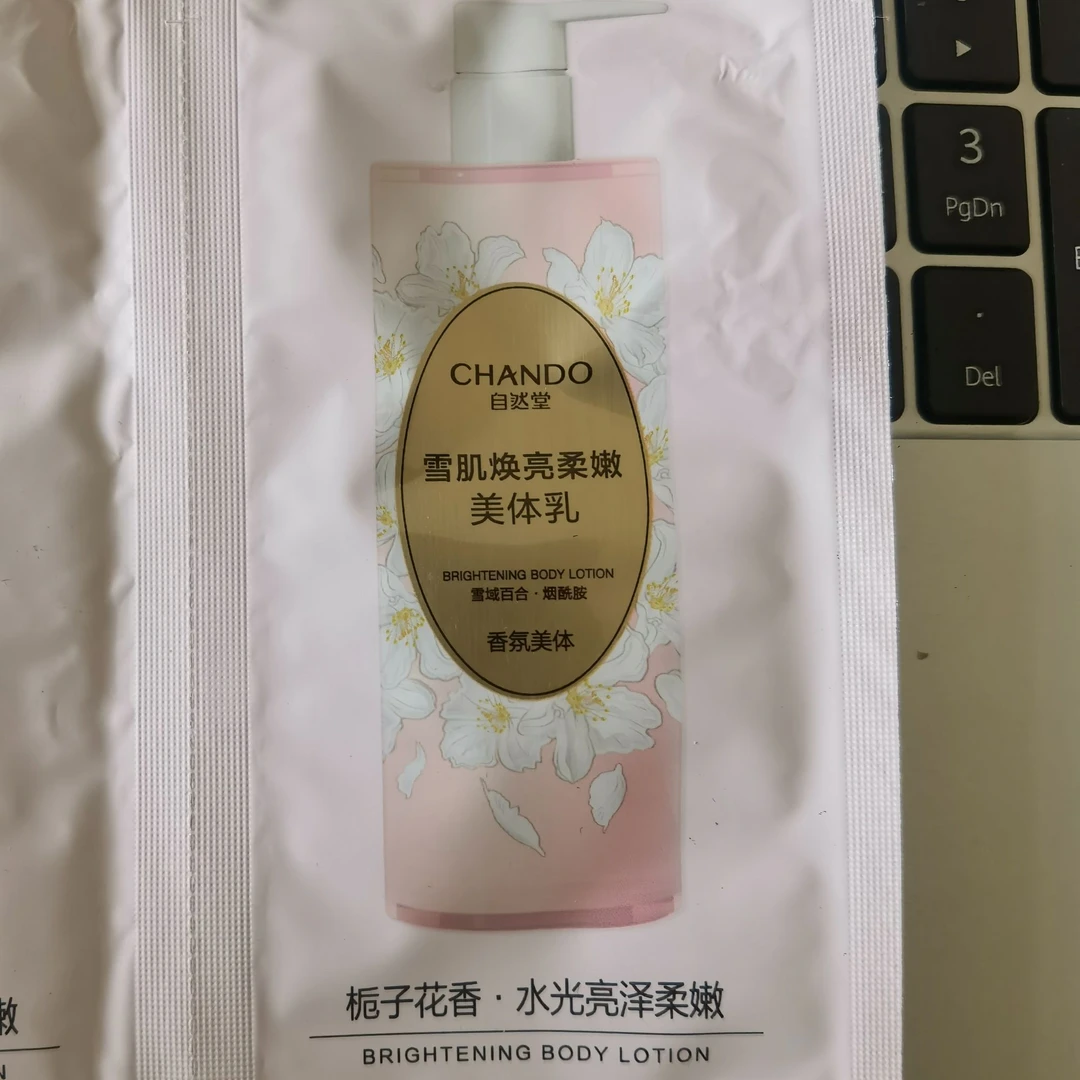 CHANDO
自然堂
雪肌焕亮柔嫩
美体乳
BRIGHTENING BODY LOTION
雪域百合·烟酰胺
香氛美体
栀子花香·水光亮泽柔嫩
BRIGHTENING BODY LOTION
嫩
N
3
PgDn
.
Del